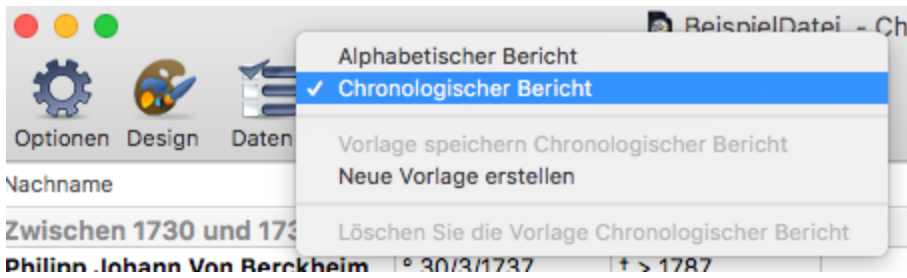 BeispielDatei - Ch
Alphabetischer Bericht
✓ Chronologischer Bericht
Optionen Design Daten
Vorlage speichern Chronologischer Bericht
Neue Vorlage erstellen
Nachname
Zwischen 1730 und 173
Löschen Sie die Vorlage Chronologischer Bericht
Philipp Johann Von Berckheim ° 30/3/1737 † > 1787